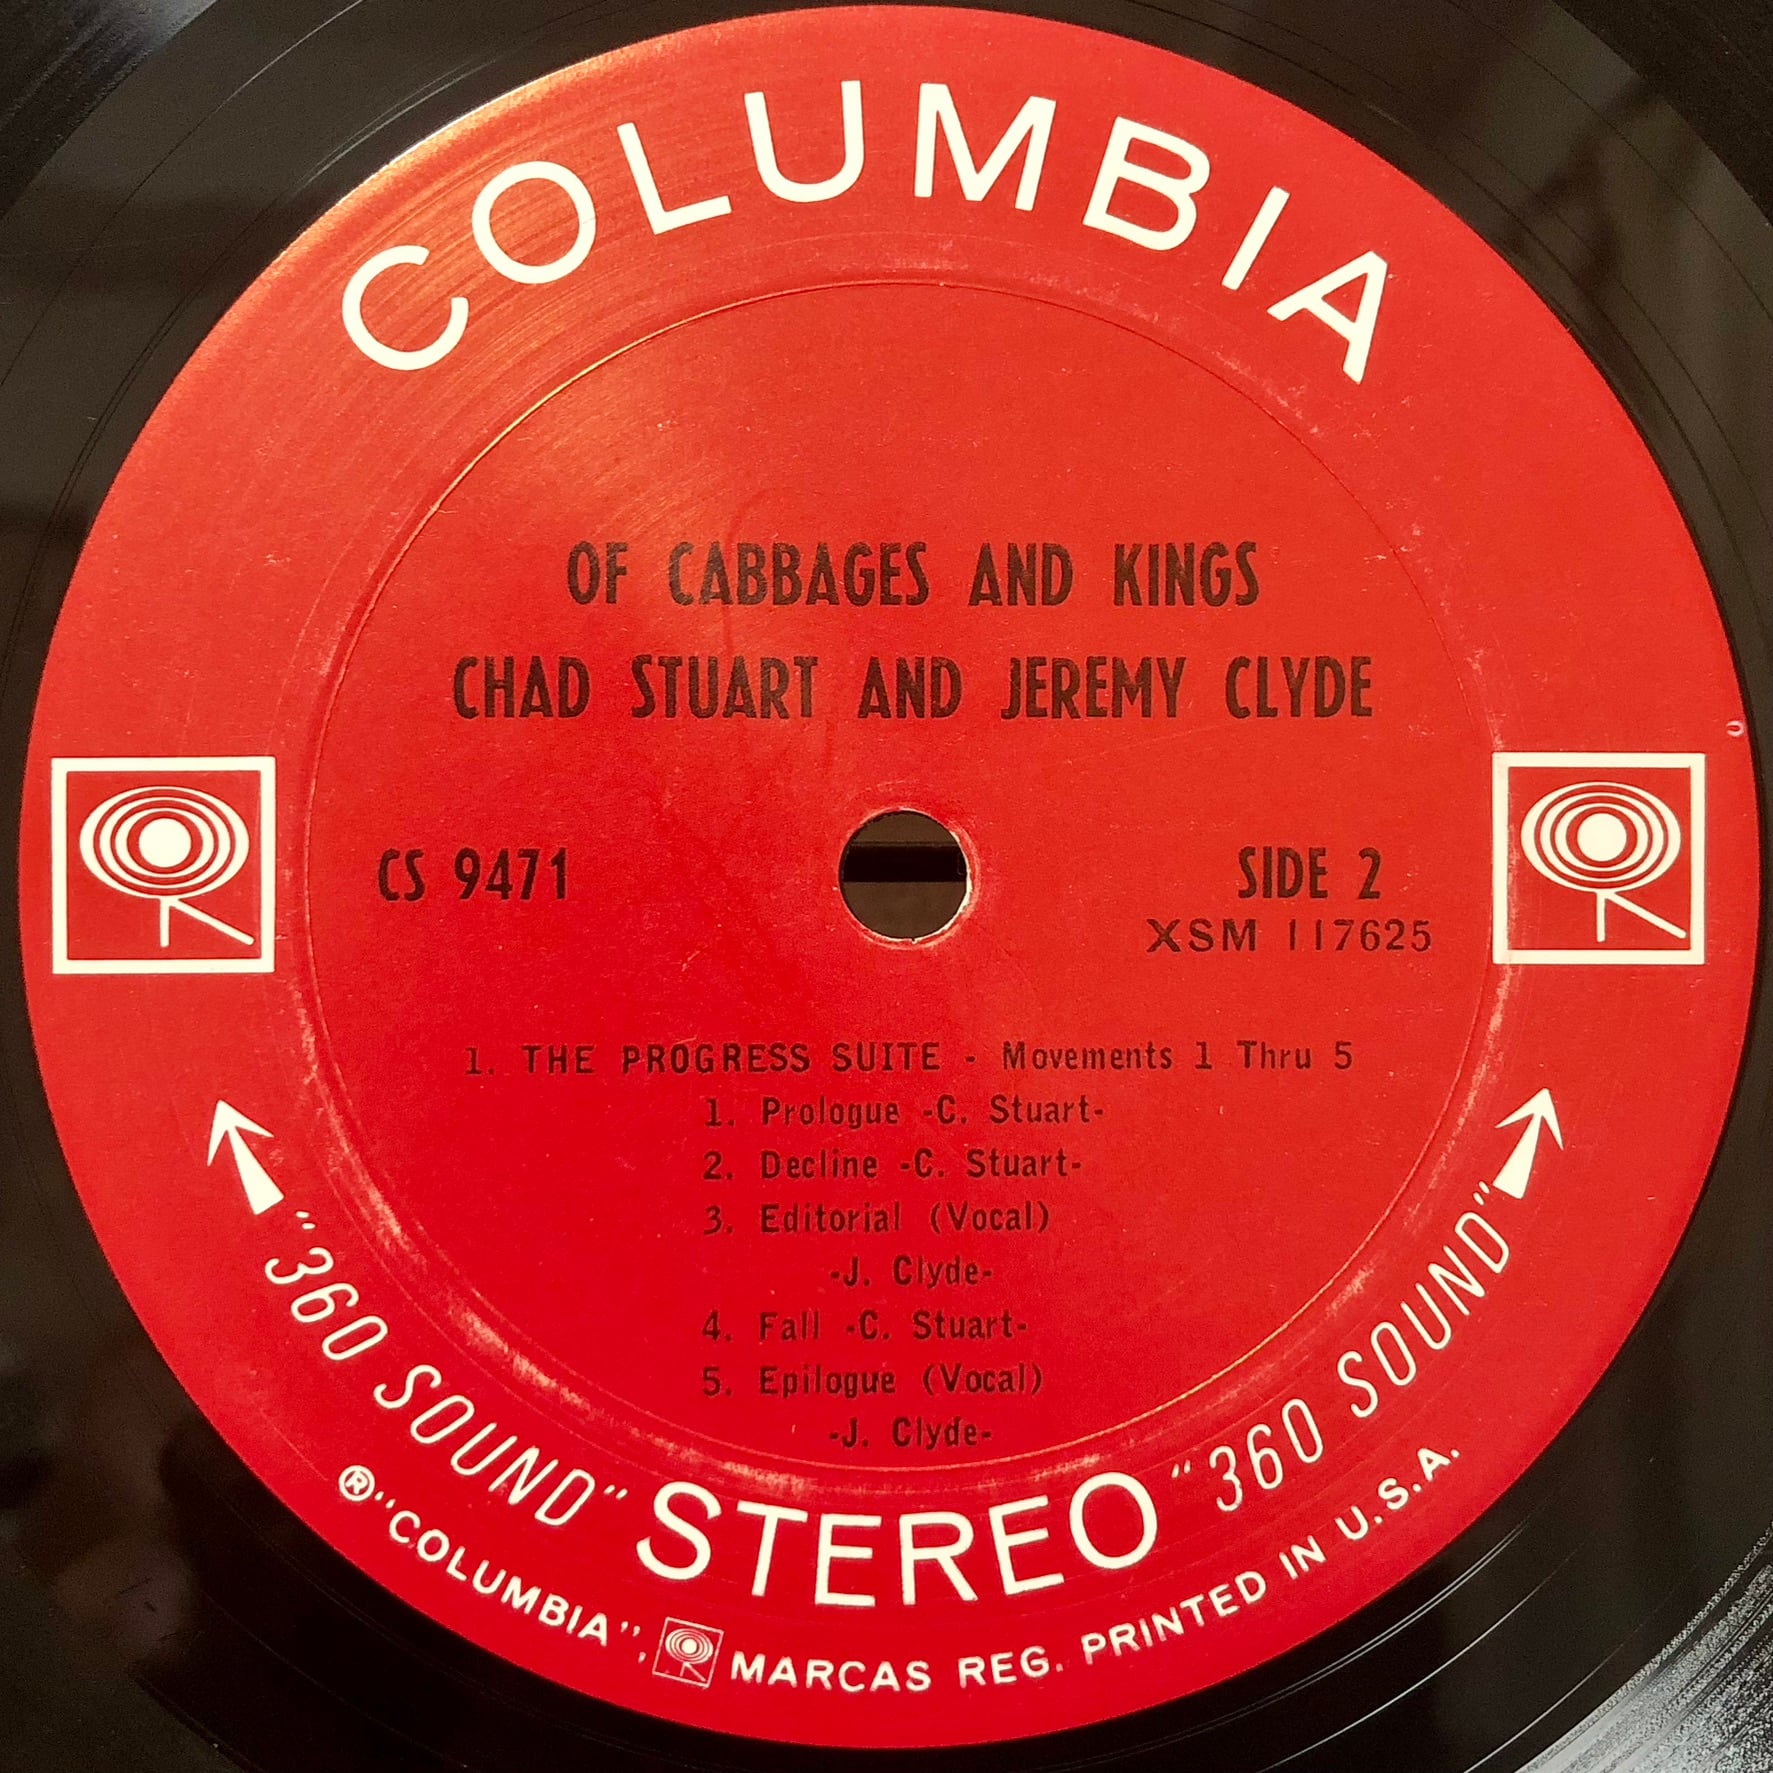 COLUMBIA
OF CABBAGES AND KINGS
CHAD STUART AND JEREMY CLYDE
CS 9471
SIDE 2
XSM 117625
1. THE PROGRESS SUITE - Movements 1 Thru 5
1. Prologue -C. Stuart-
2. Decline -C. Stuart-
3. Editorial (Vocal)
-J. Clyde-
4. Fall -C. Stuart-
5. Epilogue (Vocal)
-J. Clyde-
"360 SOUND" STEREO "360 SOUND"
® "COLUMBIA", MARCAS REG. PRINTED IN U.S.A.